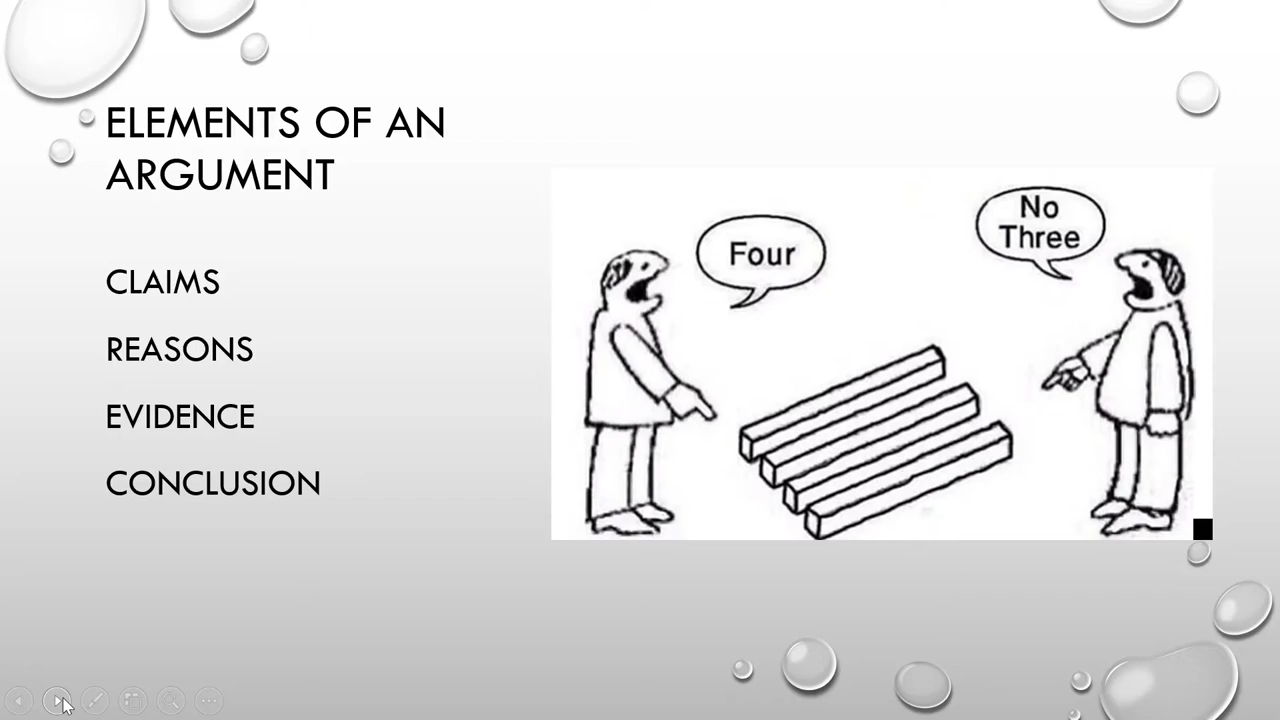 ELEMENTS OF AN
ARGUMENT
CLAIMS
REASONS
EVIDENCE
CONCLUSION
Four
No
Three